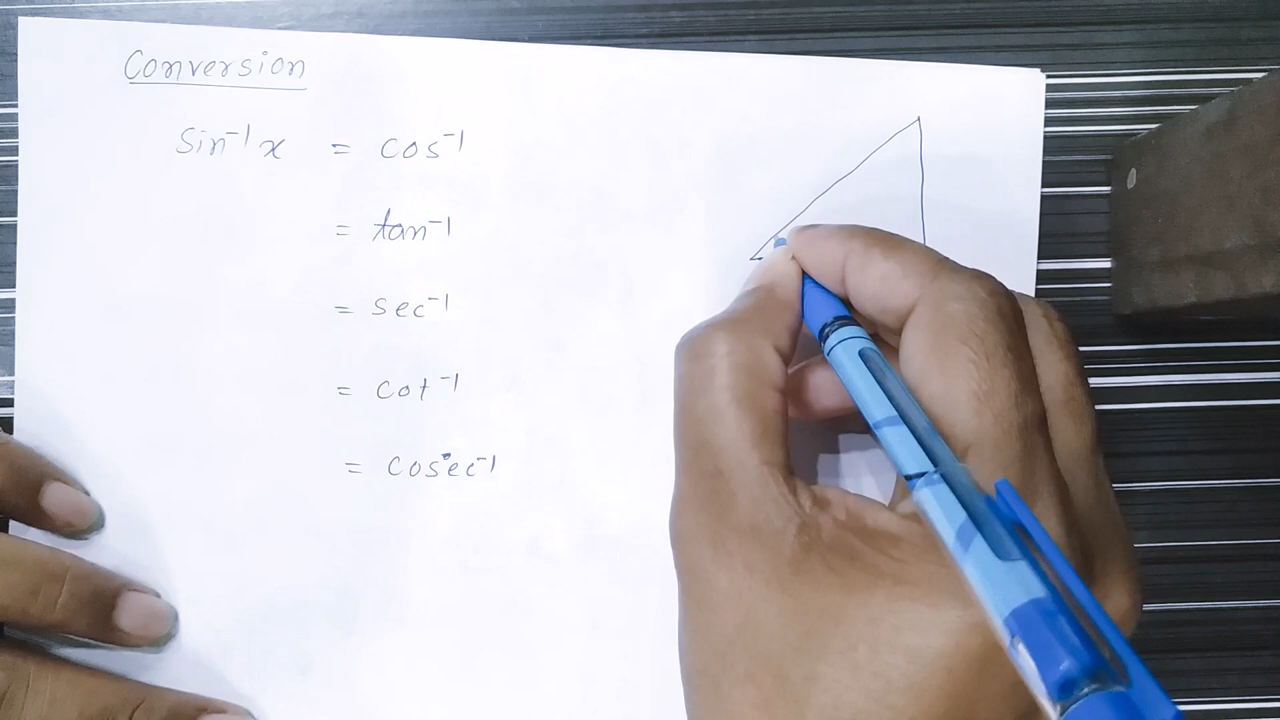 Conversion
Sin⁻¹x = cos⁻¹
= tan⁻¹
= sec⁻¹
= cot⁻¹
= cosec⁻¹